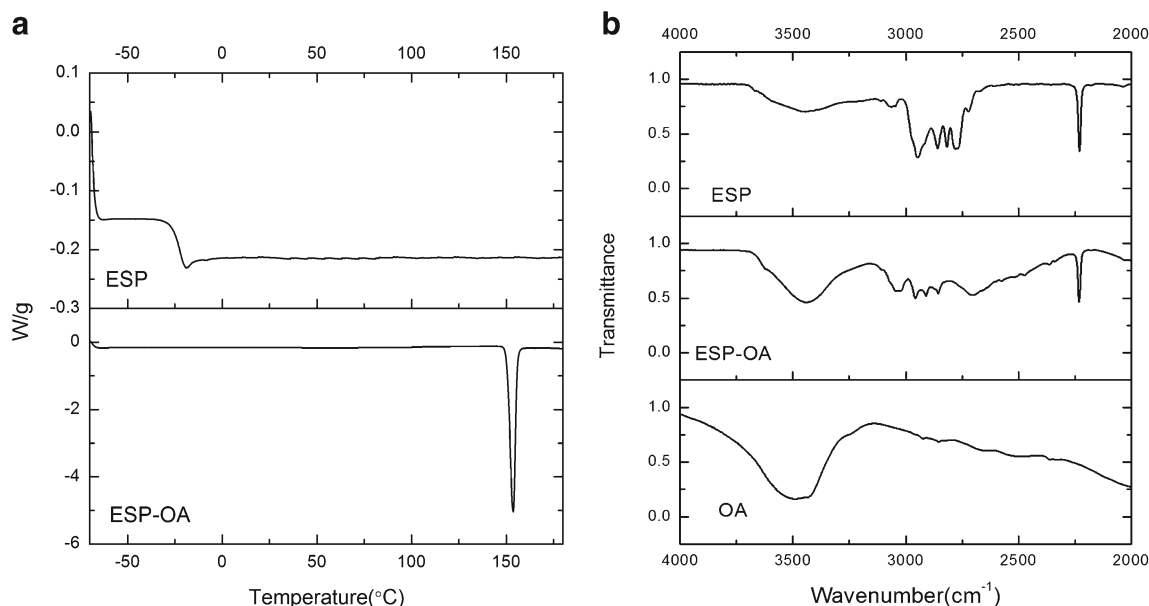 a
-50 0 50 100 150
0.1
0.0
-0.1
-0.2
-0.3
ESP
W/g
0
-2
-4
-6
ESP-OA
-50 0 50 100 150
Temperature(°C)
b
4000 3500 3000 2500 2000
1.0
0.5
0.0
ESP
Transmittance
1.0
0.5
0.0
ESP-OA
1.0
0.5
0.0
OA
4000 3500 3000 2500 2000
Wavenumber(cm⁻¹)